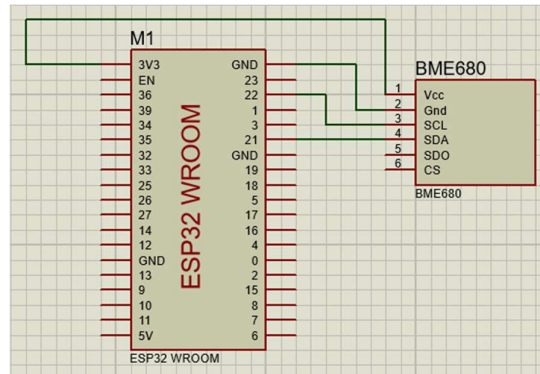 M1
3V3 GND
EN 23
36 22
39 1
34 3
35 21
32 GND
33 19
25 18
26 5
27 17
14 16
12 4
GND 0
13 2
9 15
10 8
11 7
5V 6
ESP32 WROOM
ESP32 WROOM
BME680
1 Vcc
2 Gnd
3 SCL
4 SDA
5 SDO
6 CS
BME680